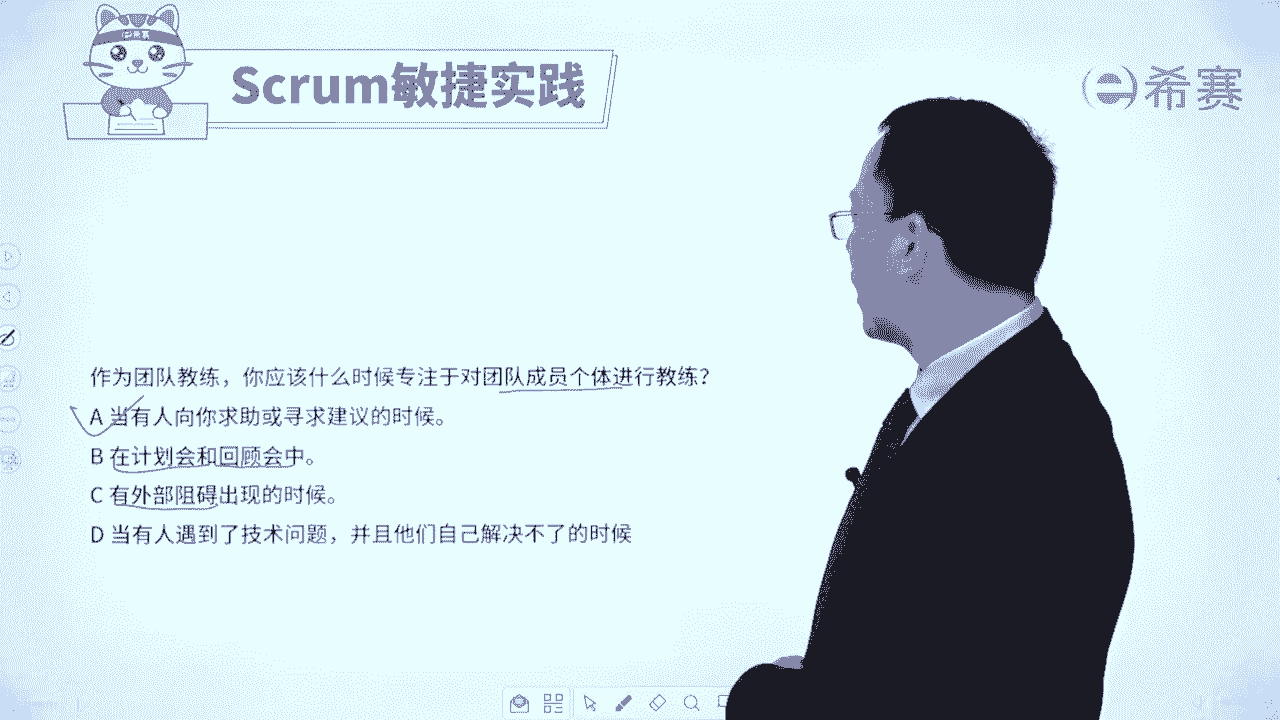 Scrum敏捷实践
希赛
作为团队教练，你应该什么时候专注于对团队成员个体进行教练？
A 当有人向你求助或寻求建议的时候。
B 在计划会和回顾会中。
C 有外部阻碍出现的时候。
D 当有人遇到了技术问题，并且他们自己解决不了的时候